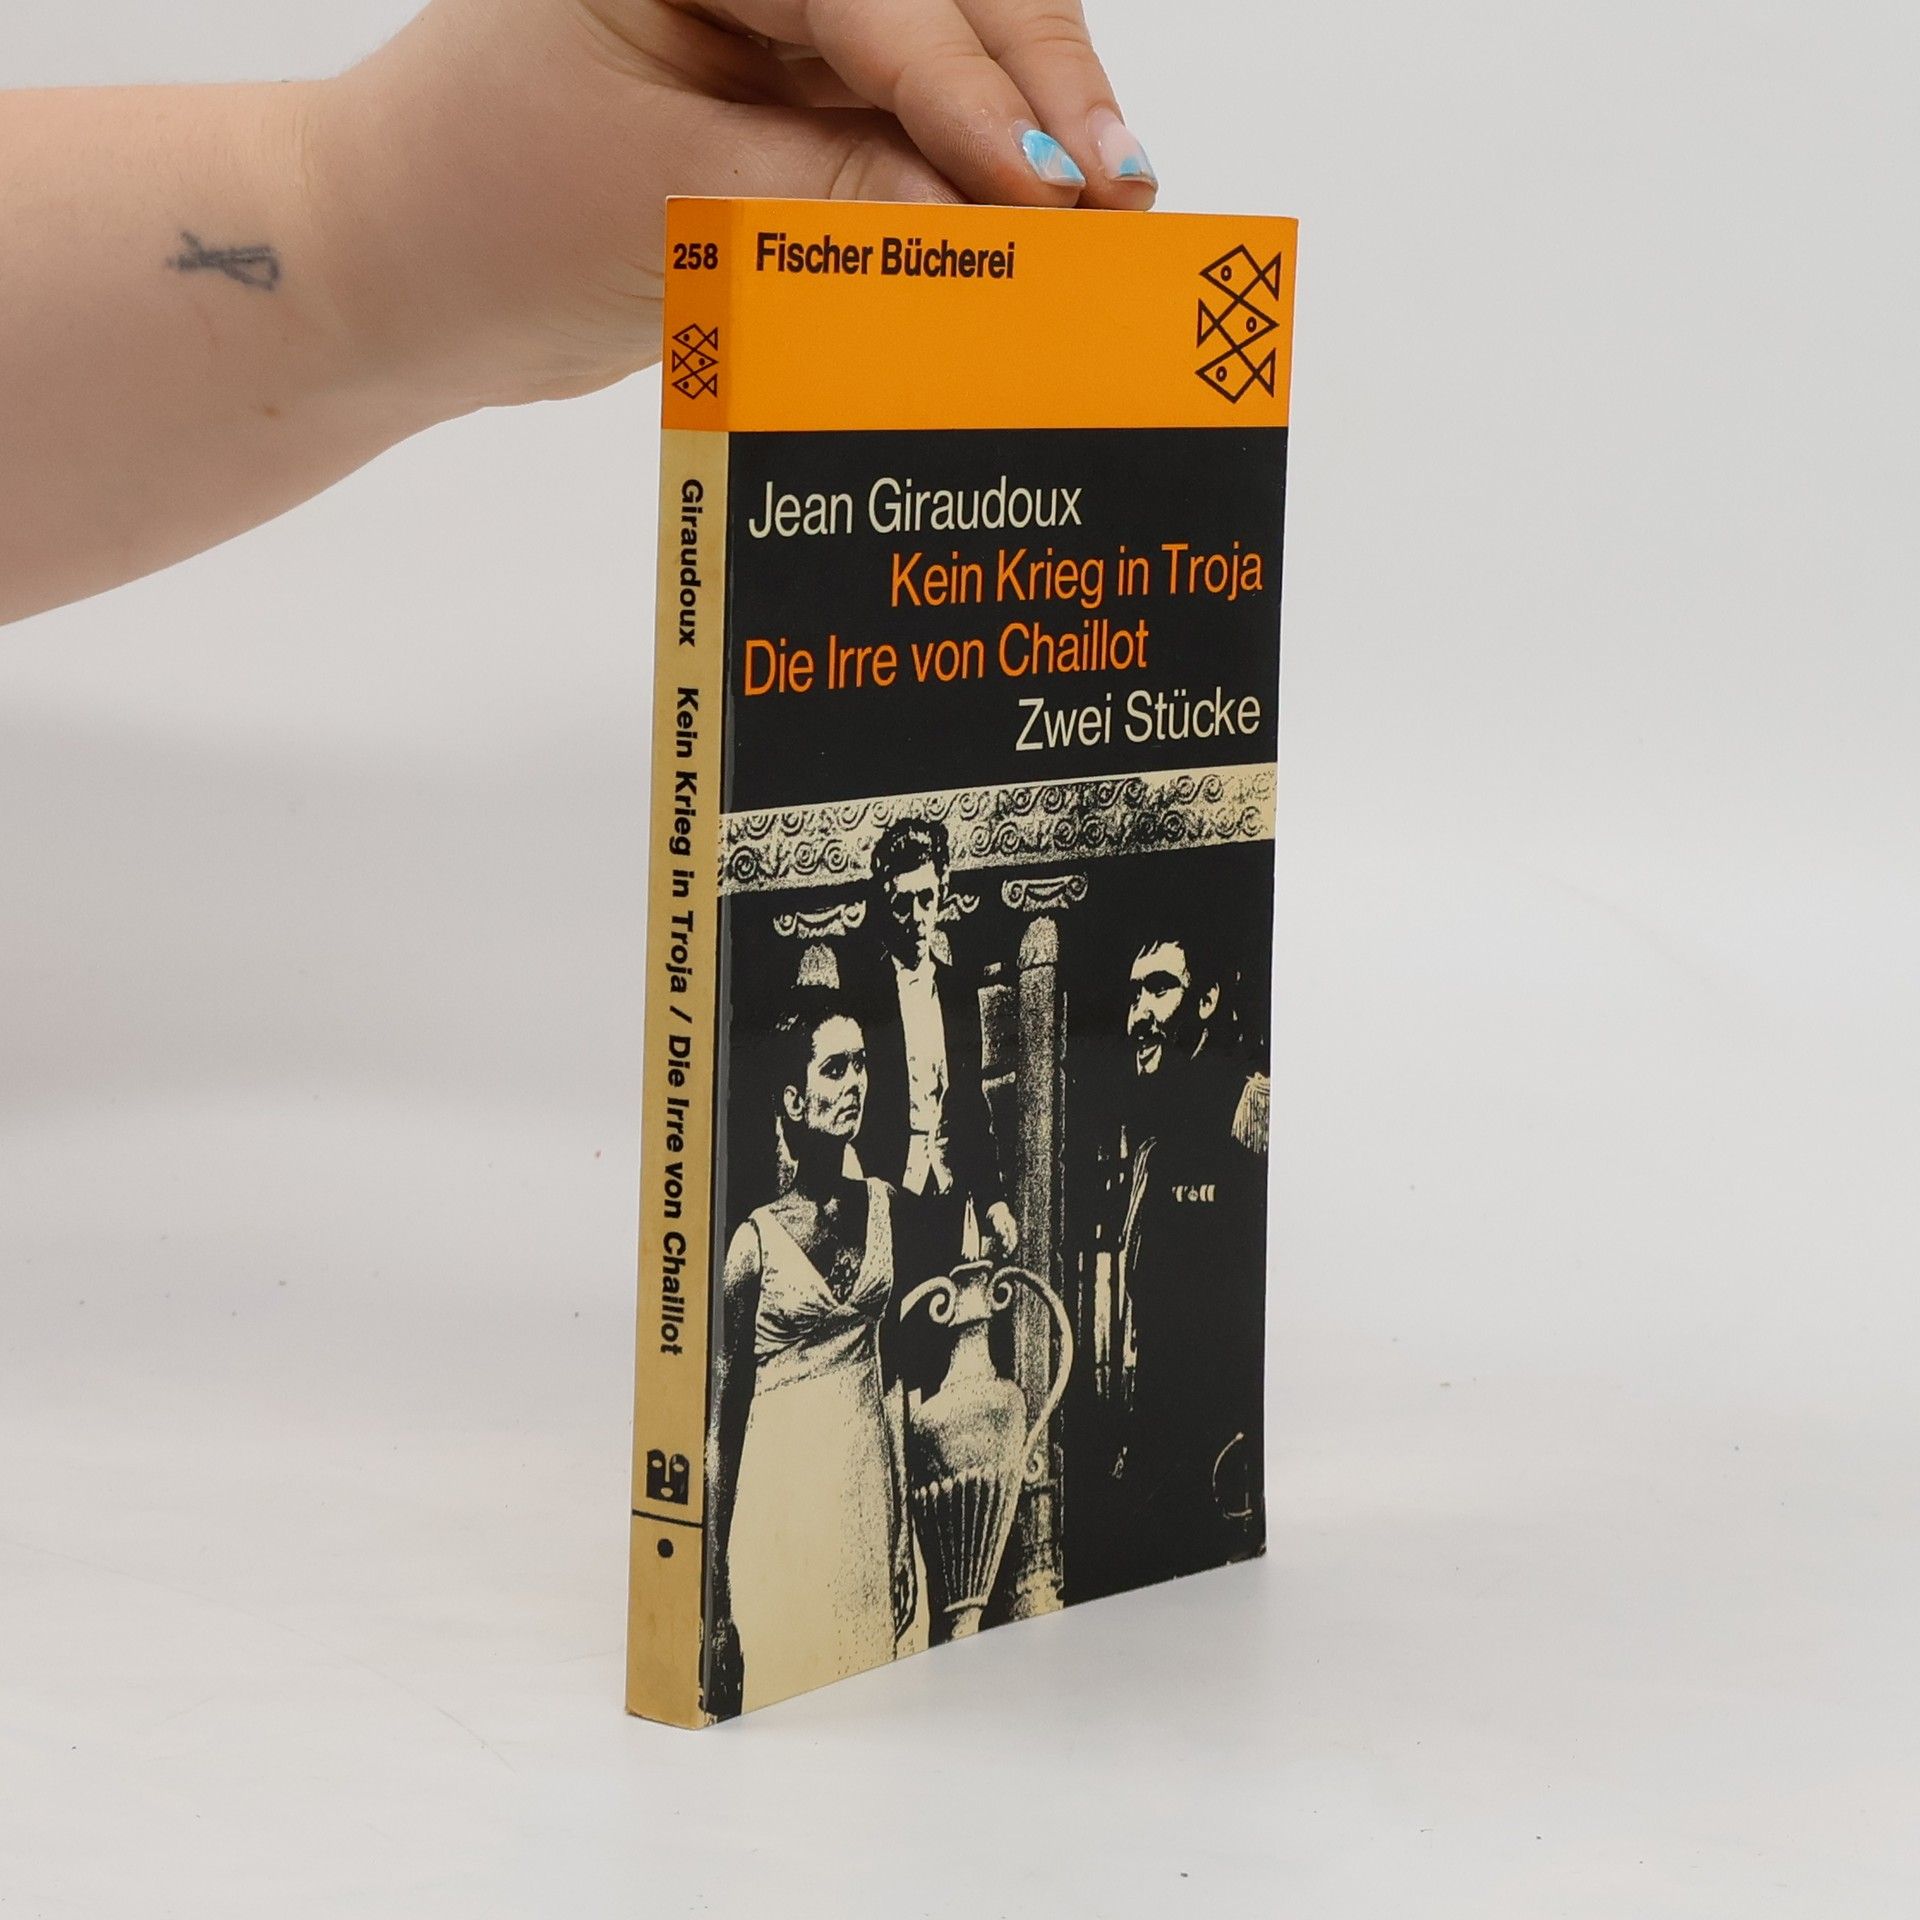 258
Fischer Bücherei
Jean Giraudoux
Kein Krieg in Troja
Die Irre von Chaillot
Zwei Stücke
Giraudoux Kein Krieg in Troja / Die Irre von Chaillot